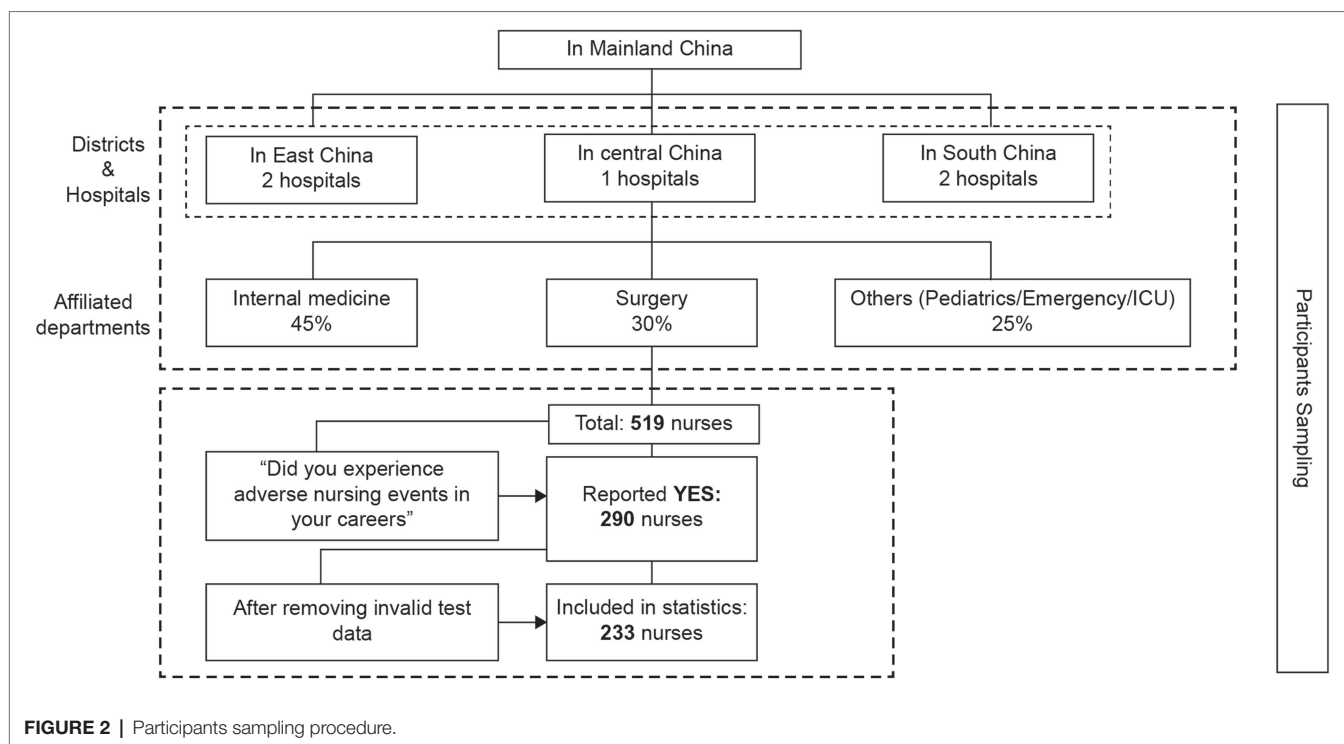 In Mainland China
Districts
&
Hospitals
In East China
2 hospitals
In central China
1 hospitals
In South China
2 hospitals
Affiliated
departments
Internal medicine
45%
Surgery
30%
Others (Pediatrics/Emergency/ICU)
25%
Participants Sampling
Total: 519 nurses
“Did you experience
adverse nursing events in
your careers”
Reported YES:
290 nurses
After removing invalid test
data
Included in statistics:
233 nurses
FIGURE 2 | Participants sampling procedure.